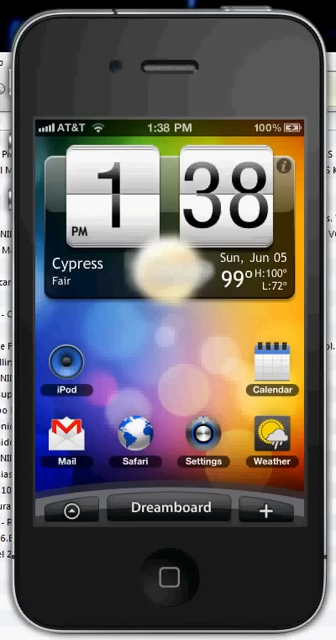 AT&T 1:38 PM 100%
1 38
PM
Cypress
Fair
Sun, Jun 05
99° H:100°
L:72°
iPod
Calendar
Mail
Safari
Settings
Weather
Dreamboard